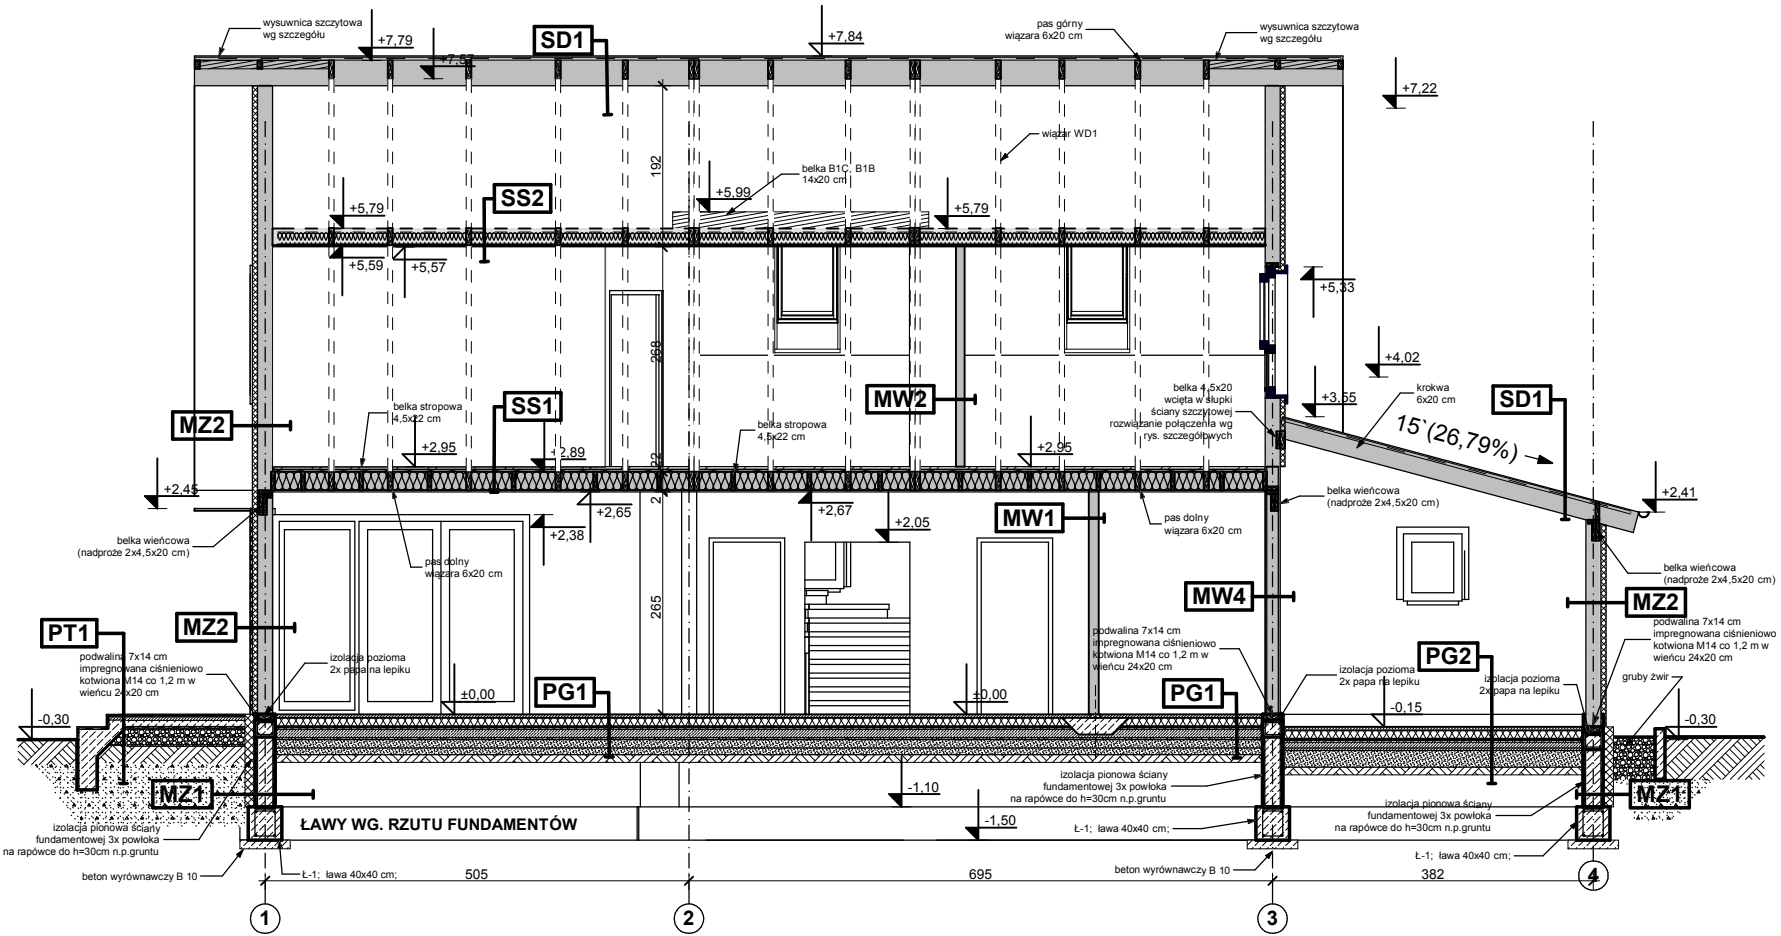 wysuwnica szczytowa
wg szczegółu
+7,79
+7,57
SD1
+7,84
pas górny
wiązara 6x20 cm
wysuwnica szczytowa
wg szczegółu
+7,22
192
wiązar WD1
belka B1C, B1B
14x20 cm
SS2
+5,99
+5,79
+5,79
+5,59
+5,57
+5,33
268
+4,02
MW2
belka 4,5x20
wcięta w słupki
ściany szczytowej
rozwiązanie połączenia wg
rys. szczegółowych
+3,55
krokwa
6x20 cm
SD1
15`(26,79%)
MZ2
belka stropowa
4,5x22 cm
SS1
belka stropowa
4,5x22 cm
+2,95
+2,89
22
+2,95
+2,45
+2,65
2
+2,67
+2,05
+2,38
MW1
pas dolny
wiązara 6x20 cm
belka wieńcowa
(nadproże 2x4,5x20 cm)
+2,41
belka wieńcowa
(nadproże 2x4,5x20 cm)
pas dolny
wiązara 6x20 cm
belka wieńcowa
(nadproże 2x4,5x20 cm)
265
MW4
MZ2
PT1
MZ2
podwalina 7x14 cm
impregnowana ciśnieniowo
kotwiona M14 co 1,2 m w
wieńcu 24x20 cm
izolacja pozioma
2x papa na lepiku
podwalina 7x14 cm
impregnowana ciśnieniowo
kotwiona M14 co 1,2 m w
wieńcu 24x20 cm
izolacja pozioma
2x papa na lepiku
PG2
podwalina 7x14 cm
impregnowana ciśnieniowo
kotwiona M14 co 1,2 m w
wieńcu 24x20 cm
izolacja pozioma
2x papa na lepiku
gruby żwir
PG1
PG1
±0,00
±0,00
-0,15
-0,30
-0,30
MZ1
-1,10
izolacja pionowa ściany
fundamentowej 3x powłoka
na rapówce do h=30cm n.p.gruntu
MZ1
izolacja pionowa ściany
fundamentowej 3x powłoka
na rapówce do h=30cm n.p.gruntu
ŁAWY WG. RZUTU FUNDAMENTÓW
-1,50
Ł-1; ława 40x40 cm;
izolacja pionowa ściany
fundamentowej 3x powłoka
na rapówce do h=30cm n.p.gruntu
Ł-1; ława 40x40 cm;
beton wyrównawczy B 10
Ł-1; ława 40x40 cm;
beton wyrównawczy B 10
505
695
382
1
2
3
4